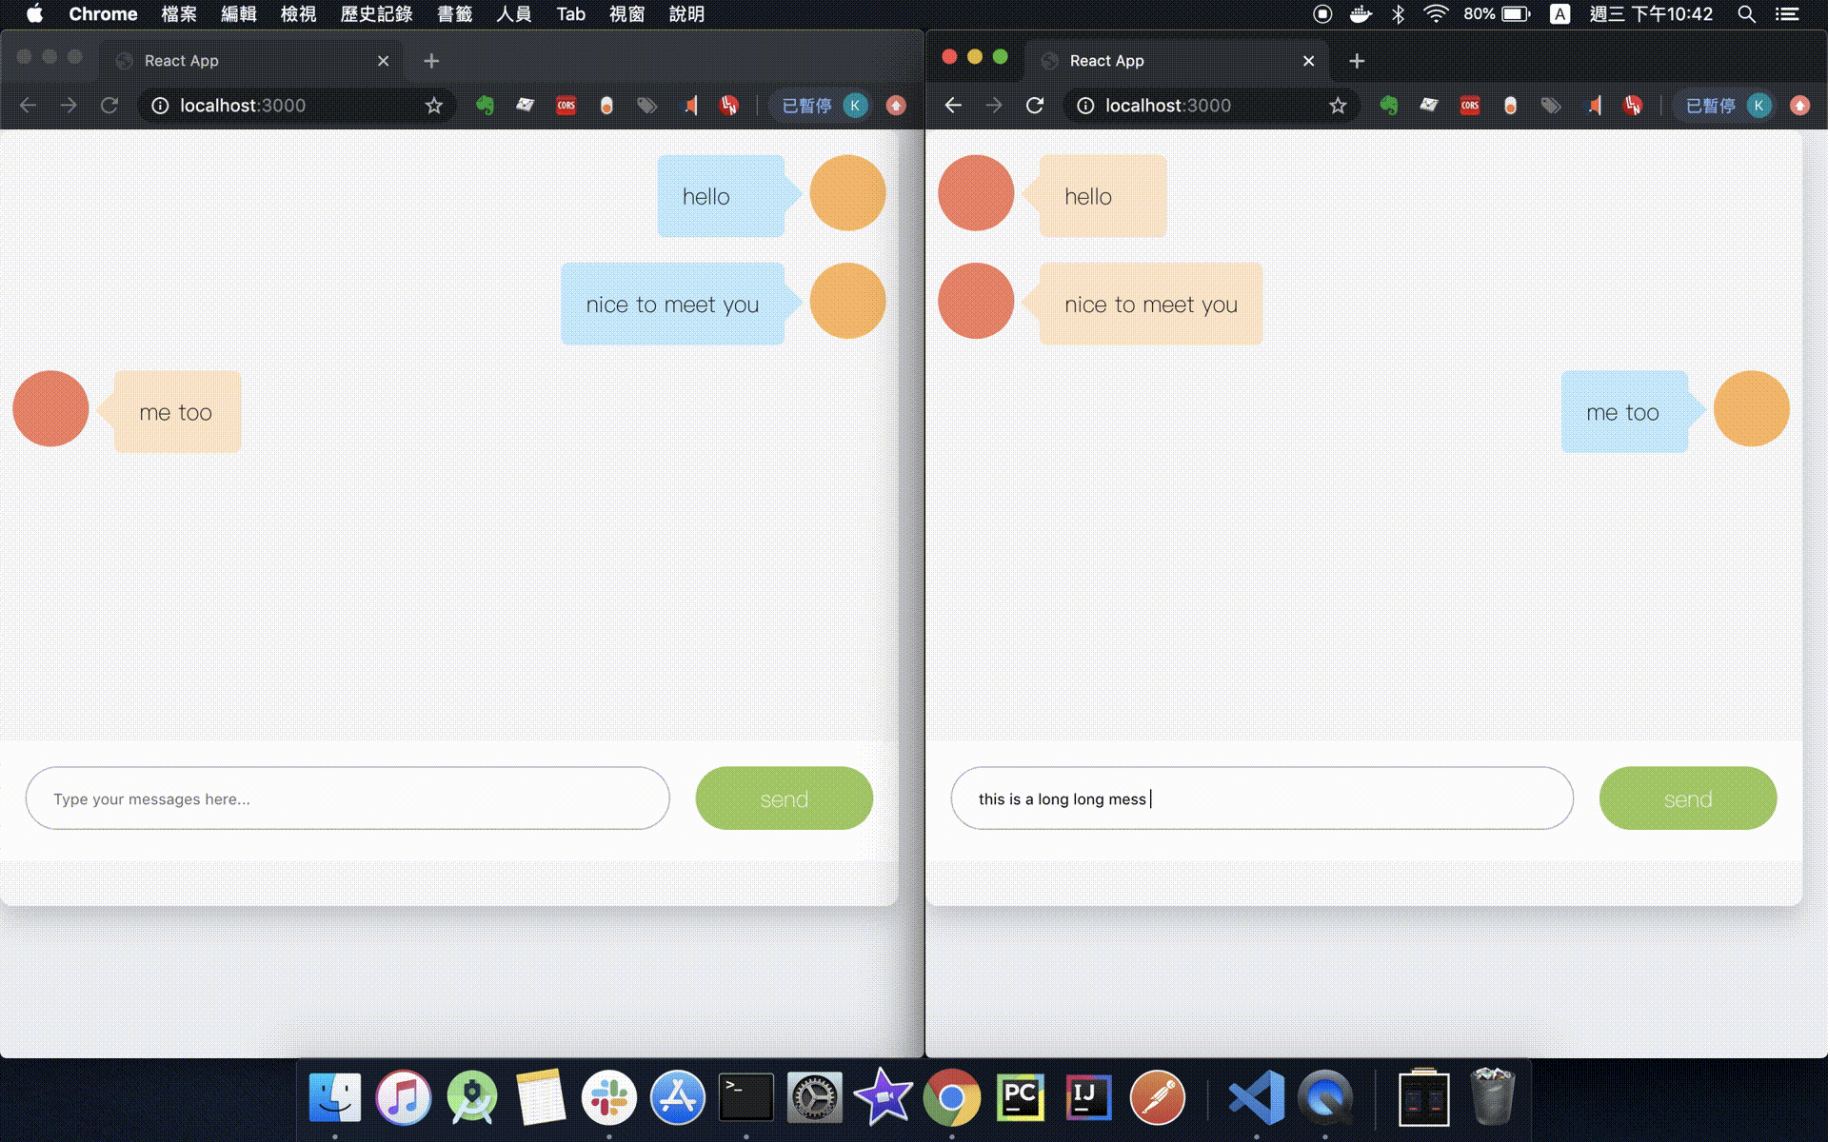 Chrome 檔案 編輯 檢視 歷史記錄 書籤 人員 Tab 視窗 說明 80% A 週三 下午10:42
React App
localhost:3000 CORS 已暫停 K
hello
nice to meet you
me too
Type your messages here... send
React App
localhost:3000 CORS 已暫停 K
hello
nice to meet you
me too
this is a long long mess send
>_ PC IJ